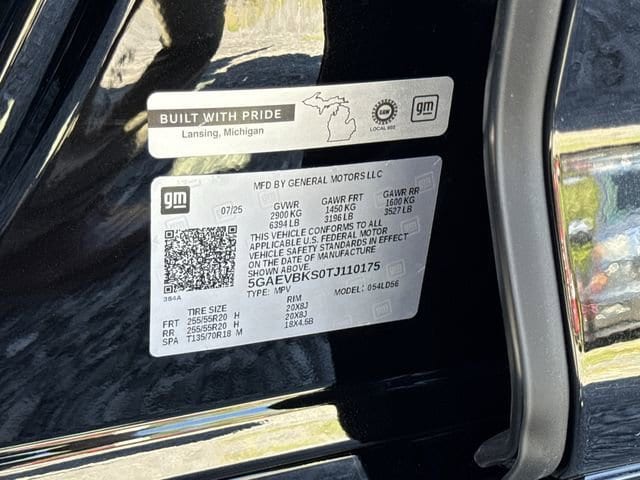 BUILT WITH PRIDE
Lansing, Michigan
UAW
LOCAL 602
gm
gm
MFD BY GENERAL MOTORS LLC
07/25 GVWR GAWR FRT GAWR RR
2900 KG 1450 KG 1600 KG
6394 LB 3196 LB 3527 LB
THIS VEHICLE CONFORMS TO ALL
APPLICABLE U.S. FEDERAL MOTOR
VEHICLE SAFETY STANDARDS IN EFFECT
ON THE DATE OF MANUFACTURE
SHOWN ABOVE.
5GAEVBKS0TJ110175
TYPE: MPV MODEL: 054LD56
384A
TIRE SIZE RIM
FRT 255/55R20 H 20X8J
RR 255/55R20 H 20X8J
SPA T135/70R18 M 18X4.5B